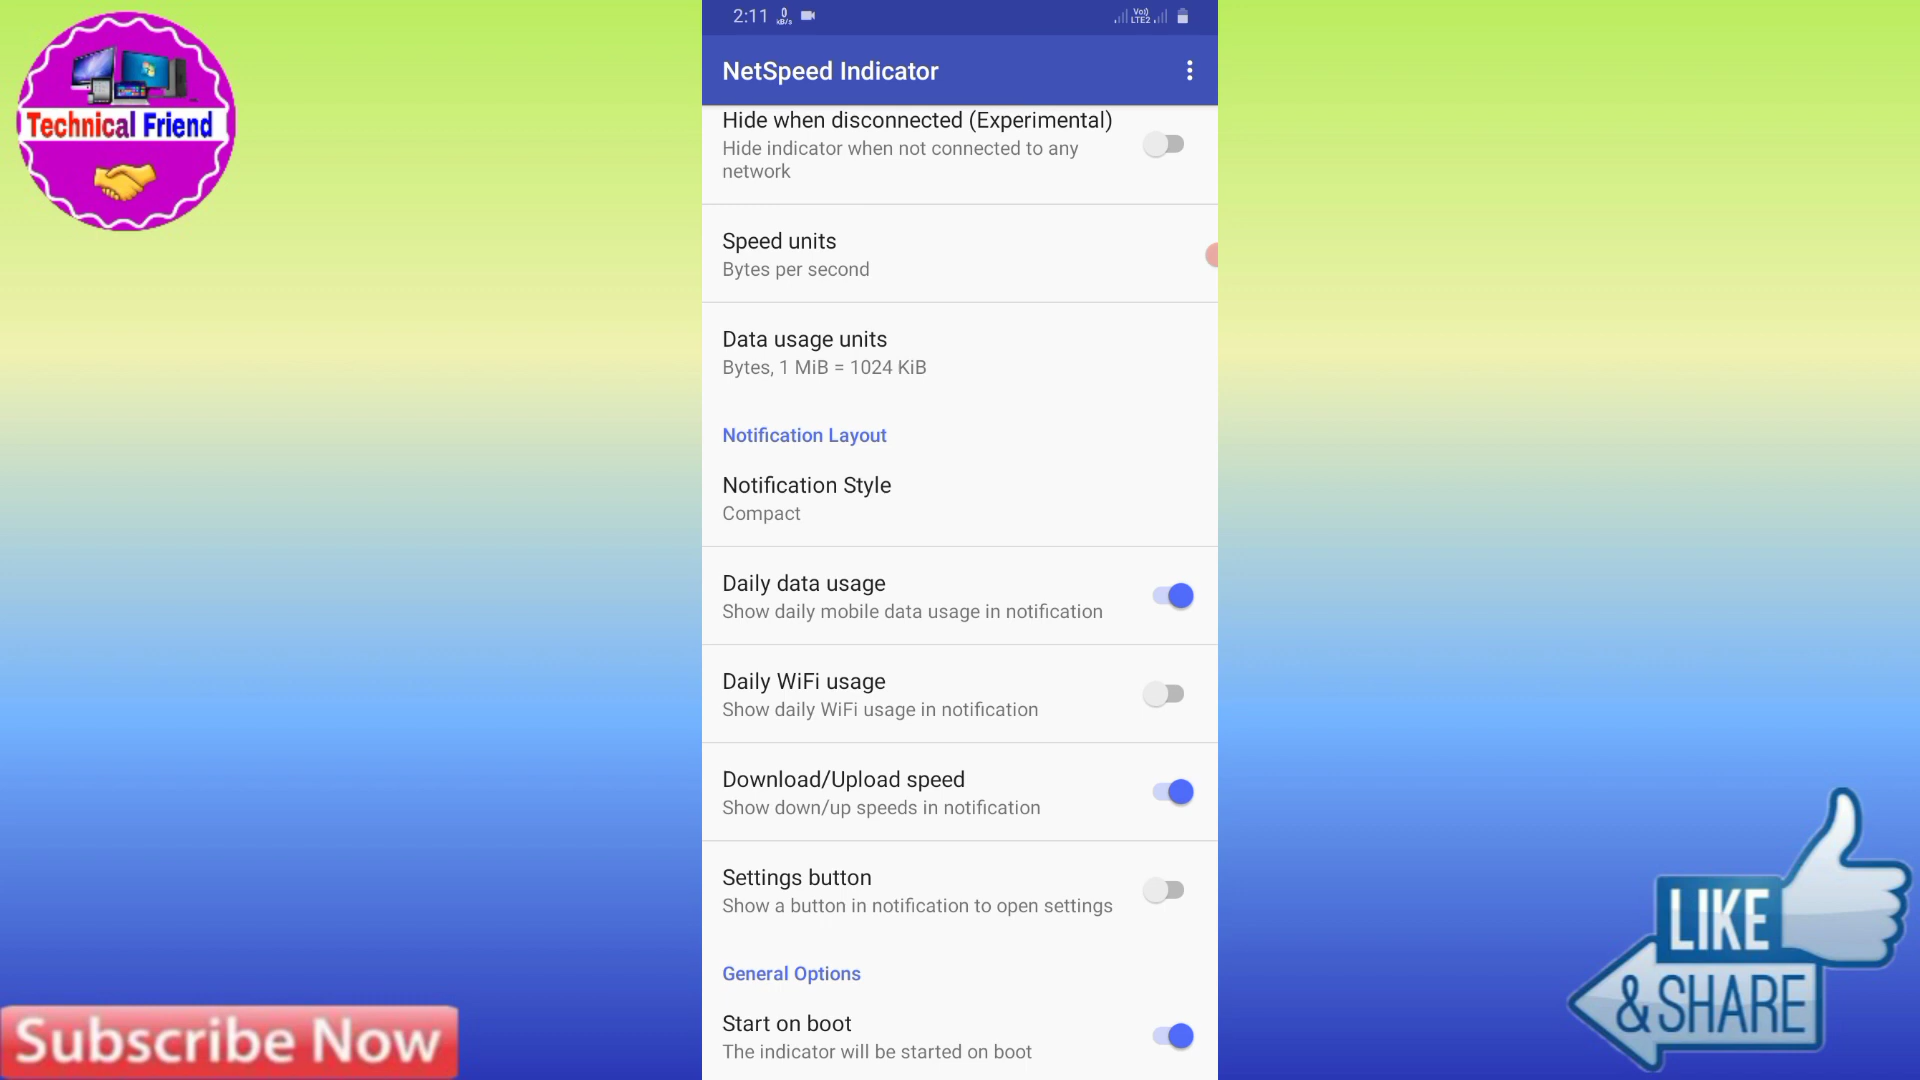 Technical Friend
2:11
0
kB/s
Vo)
LTE2
NetSpeed Indicator
Hide when disconnected (Experimental)
Hide indicator when not connected to any
network
Speed units
Bytes per second
Data usage units
Bytes, 1 MiB = 1024 KiB
Notification Layout
Notification Style
Compact
Daily data usage
Show daily mobile data usage in notification
Daily WiFi usage
Show daily WiFi usage in notification
Download/Upload speed
Show down/up speeds in notification
Settings button
Show a button in notification to open settings
General Options
Start on boot
The indicator will be started on boot
Subscribe Now
LIKE
&SHARE